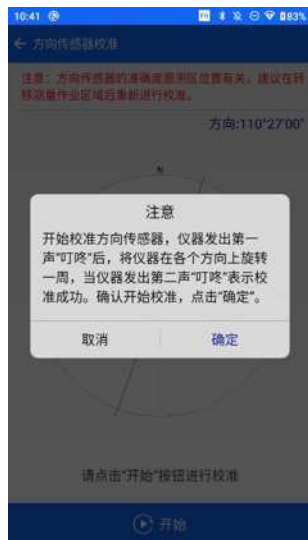 10:41
83%
方向传感器校准
注意：方向传感器的准确度跟测区位置有关，建议在转
移测量作业区域后重新进行校准。
方向:110°27'00"
N
注意
开始校准方向传感器，仪器发出第一
声“叮咚”后，将仪器在各个方向上旋转
一周，当仪器发出第二声“叮咚”表示校
准成功。确认开始校准，点击“确定”。
取消
确定
请点击“开始”按钮进行校准
开始